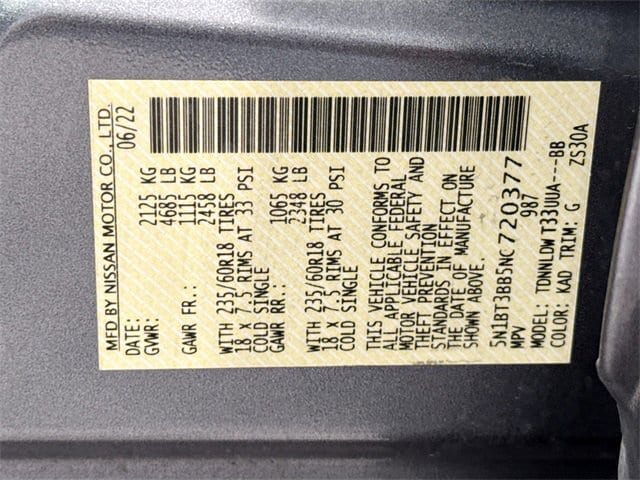 MFD BY NISSAN MOTOR CO., LTD.
DATE: 06/22
GVWR: 2125 KG
4685 LB
GAWR FR.: 1115 KG
2458 LB
WITH 235/60R18 TIRES
18 x 7.5 RIMS AT 33 PSI
COLD SINGLE
GAWR RR.: 1065 KG
2348 LB
WITH 235/60R18 TIRES
18 x 7.5 RIMS AT 30 PSI
COLD SINGLE
THIS VEHICLE CONFORMS TO
ALL APPLICABLE FEDERAL
MOTOR VEHICLE SAFETY AND
THEFT PREVENTION
STANDARDS IN EFFECT ON
THE DATE OF MANUFACTURE
SHOWN ABOVE.
5N1BT3BB5NC720377
MPV 987
MODEL: TDNNLDW T33UUA---BB
COLOR: KAD TRIM: G ZS30A